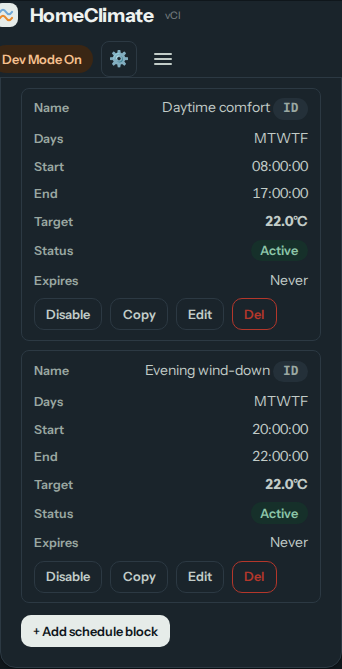 HomeClimate vCI
Dev Mode On
Name Daytime comfort ID
Days MTWTF
Start 08:00:00
End 17:00:00
Target 22.0°C
Status Active
Expires Never
Disable Copy Edit Del
Name Evening wind-down ID
Days MTWTF
Start 20:00:00
End 22:00:00
Target 22.0°C
Status Active
Expires Never
Disable Copy Edit Del
+ Add schedule block